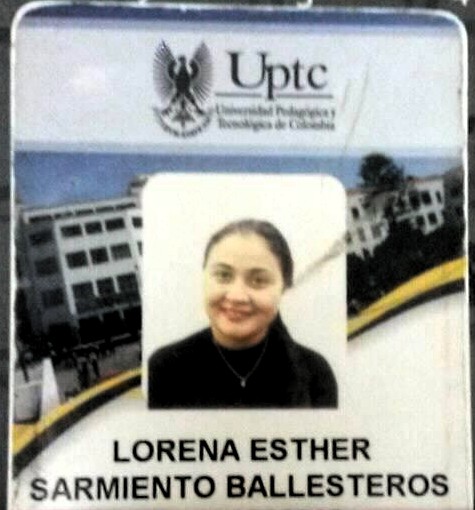 Uptc
Universidad Pedagógica y
Tecnológica de Colombia
LORENA ESTHER
SARMIENTO BALLESTEROS